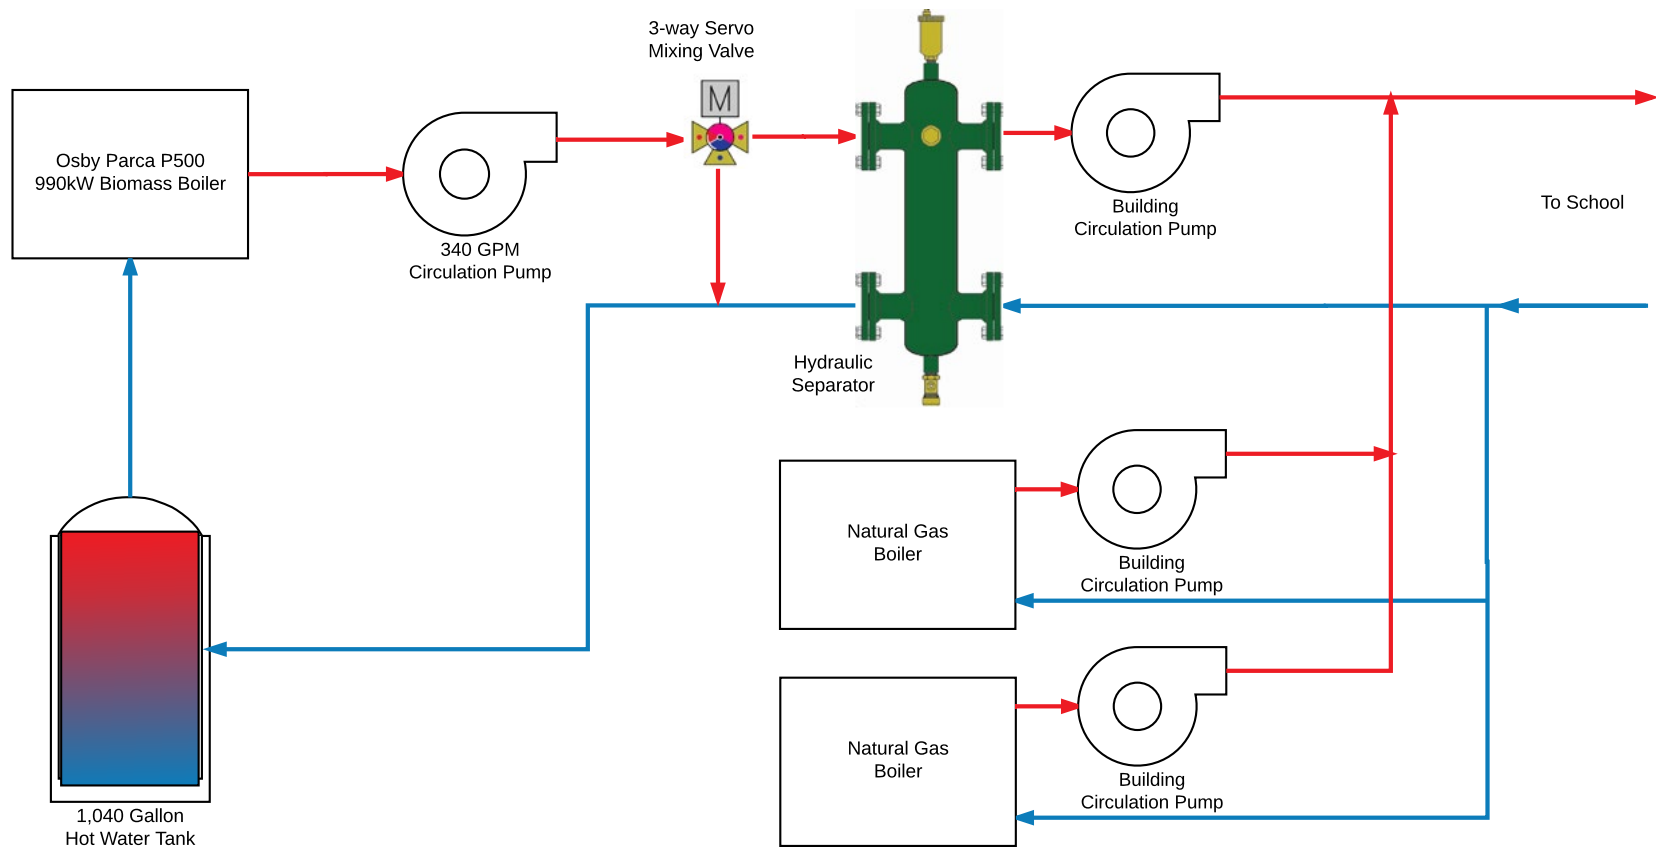 3-way Servo
Mixing Valve
M
Osby Parca P500
990kW Biomass Boiler
340 GPM
Circulation Pump
Building
Circulation Pump
To School
Hydraulic
Separator
Natural Gas
Boiler
Building
Circulation Pump
Natural Gas
Boiler
Building
Circulation Pump
1,040 Gallon
Hot Water Tank